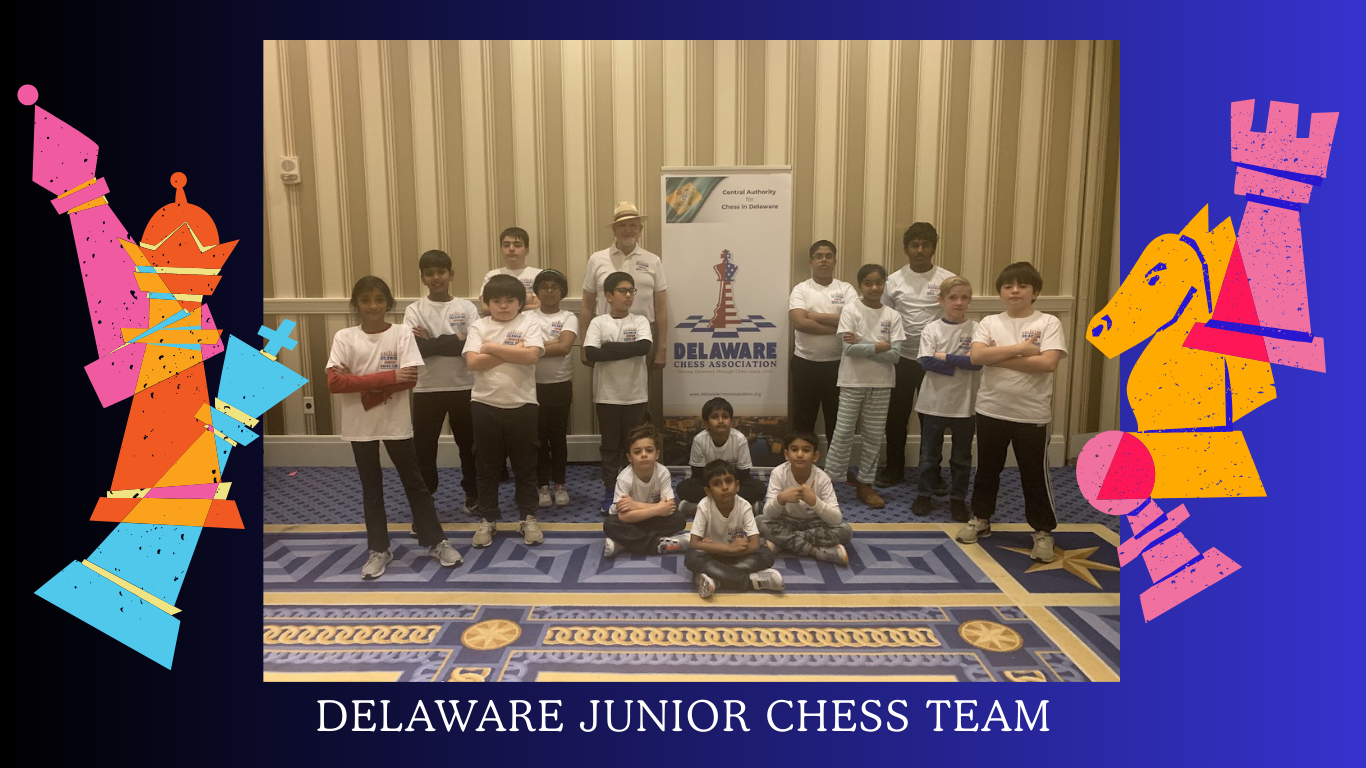 Central Authority
for
Chess in Delaware
DELAWARE
CHESS ASSOCIATION
DELAWARE JUNIOR CHESS TEAM